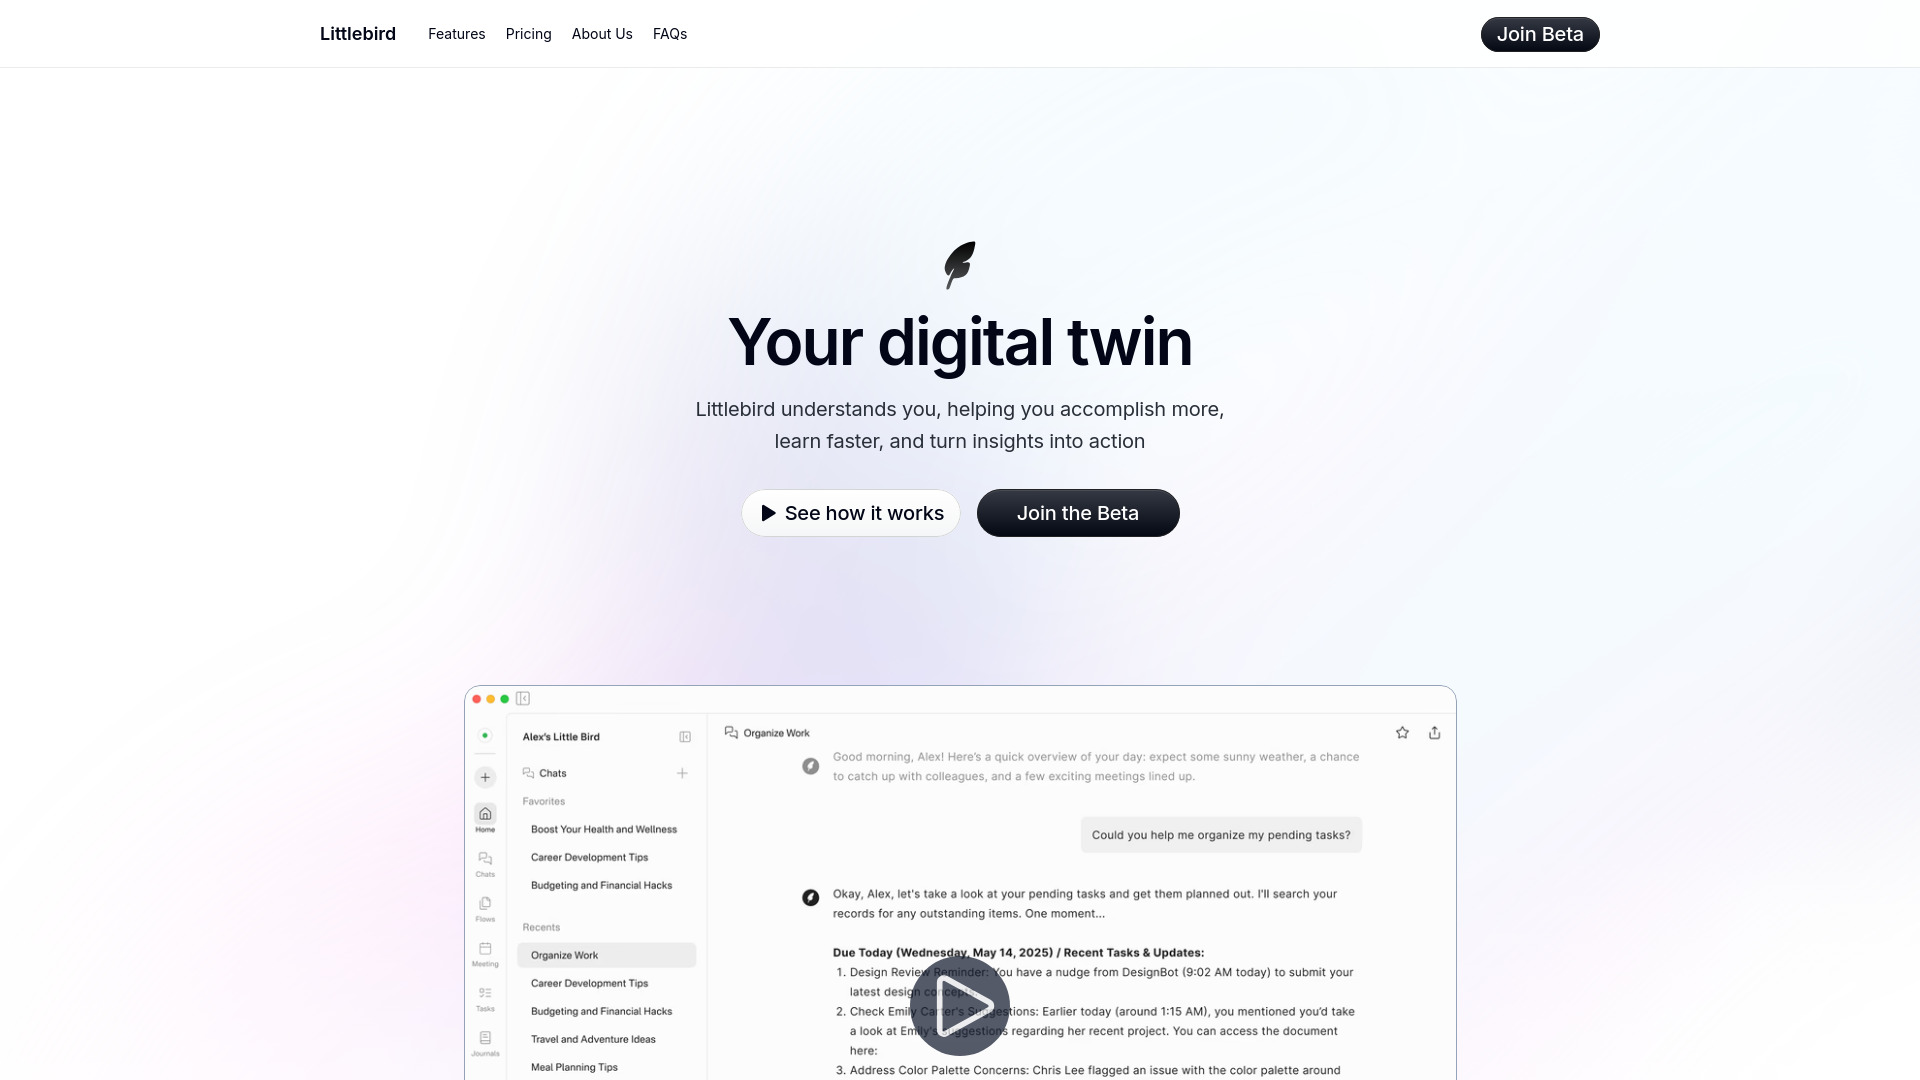 Littlebird
Features
Pricing
About Us
FAQs
Join Beta
Your digital twin
Littlebird understands you, helping you accomplish more,
learn faster, and turn insights into action
See how it works
Join the Beta
Alex's Little Bird
Chats
Favorites
Boost Your Health and Wellness
Career Development Tips
Budgeting and Financial Hacks
Recents
Organize Work
Career Development Tips
Budgeting and Financial Hacks
Travel and Adventure Ideas
Meal Planning Tips
Home
Chats
Flows
Meeting
Tasks
Journals
Organize Work
Good morning, Alex! Here's a quick overview of your day: expect some sunny weather, a chance
to catch up with colleagues, and a few exciting meetings lined up.
Could you help me organize my pending tasks?
Okay, Alex, let's take a look at your pending tasks and get them planned out. I'll search your
records for any outstanding items. One moment...
Due Today (Wednesday, May 14, 2025) / Recent Tasks & Updates:
1. Design Review Reminder: You have a nudge from DesignBot (9:02 AM today) to submit your
latest design concepts.
2. Check Emily Carter's Suggestions: Earlier today (around 1:15 AM), you mentioned you'd take
a look at Emily's suggestions regarding her recent project. You can access the document
here:
3. Address Color Palette Concerns: Chris Lee flagged an issue with the color palette around